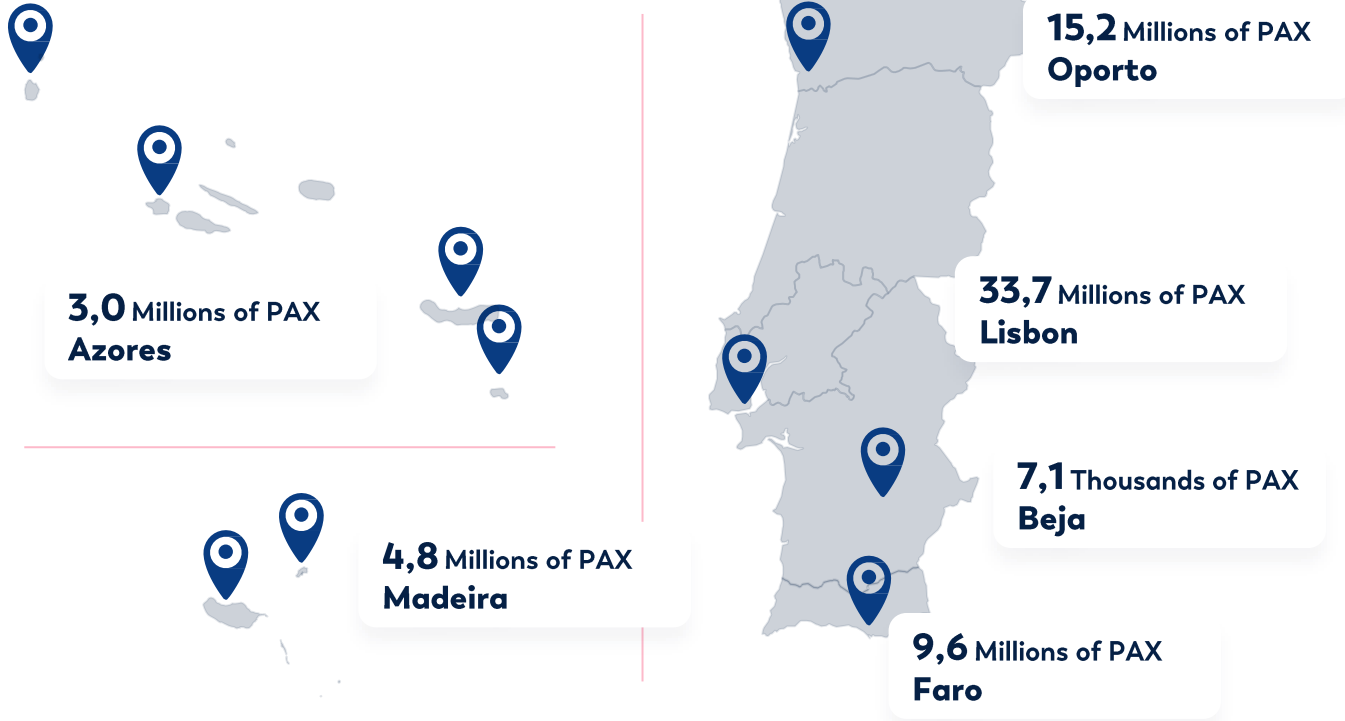 15,2 Millions of PAX
Oporto
3,0 Millions of PAX
Azores
33,7 Millions of PAX
Lisbon
7,1 Thousands of PAX
Beja
4,8 Millions of PAX
Madeira
9,6 Millions of PAX
Faro